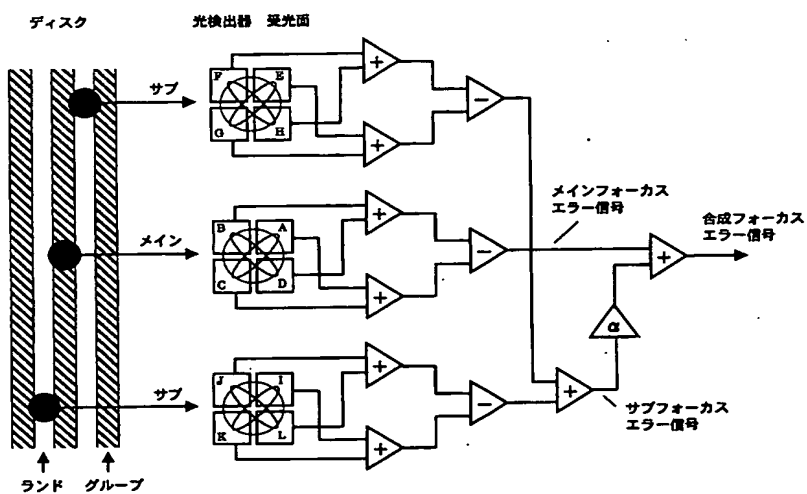 ディスク
光検出器 受光面
サブ
F E
G H
+
+
-
メイン
B A
C D
+
+
-
メインフォーカス
エラー信号
合成フォーカス
エラー信号
+
α
サブ
J I
K L
+
+
-
+
サブフォーカス
エラー信号
ランド グルーブ